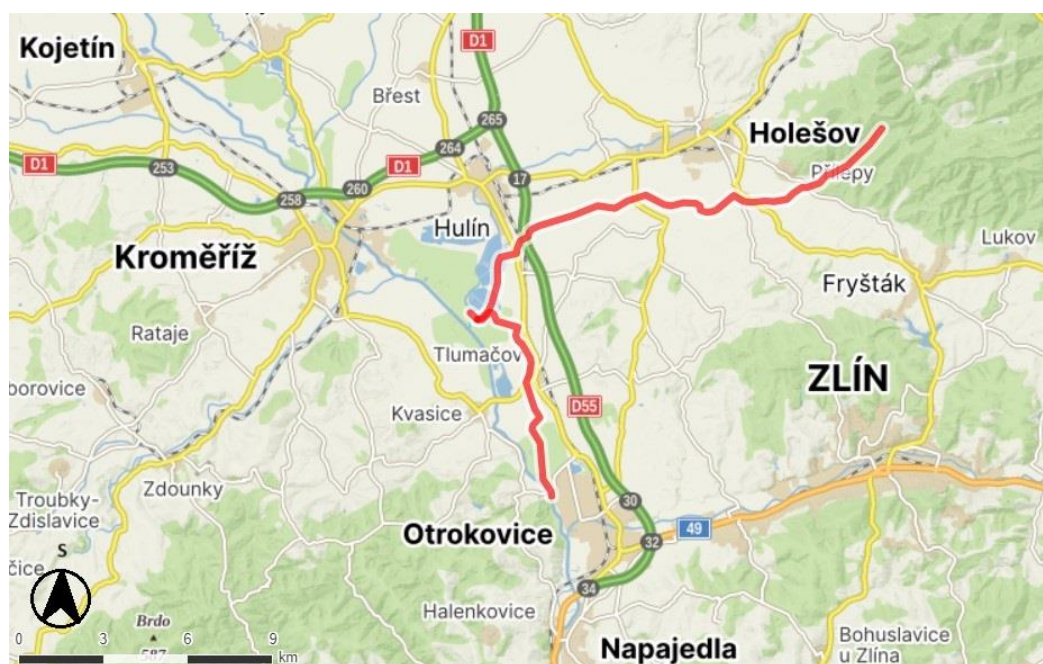 Kojetín
D1
Břest
265
264
Holešov
D1
253
D1
260
17
258
Přílepy
Hulín
Lukov
Kroměříž
Fryšták
Rataje
Tlumačov
ZLÍN
D55
Kvasice
Zdounky
Troubky-
Zdislavice
30
Otrokovice
49
32
S
34
Halenkovice
Brdo
587
Napajedla
Bohuslavice
u Zlína
0 3 6 9
km